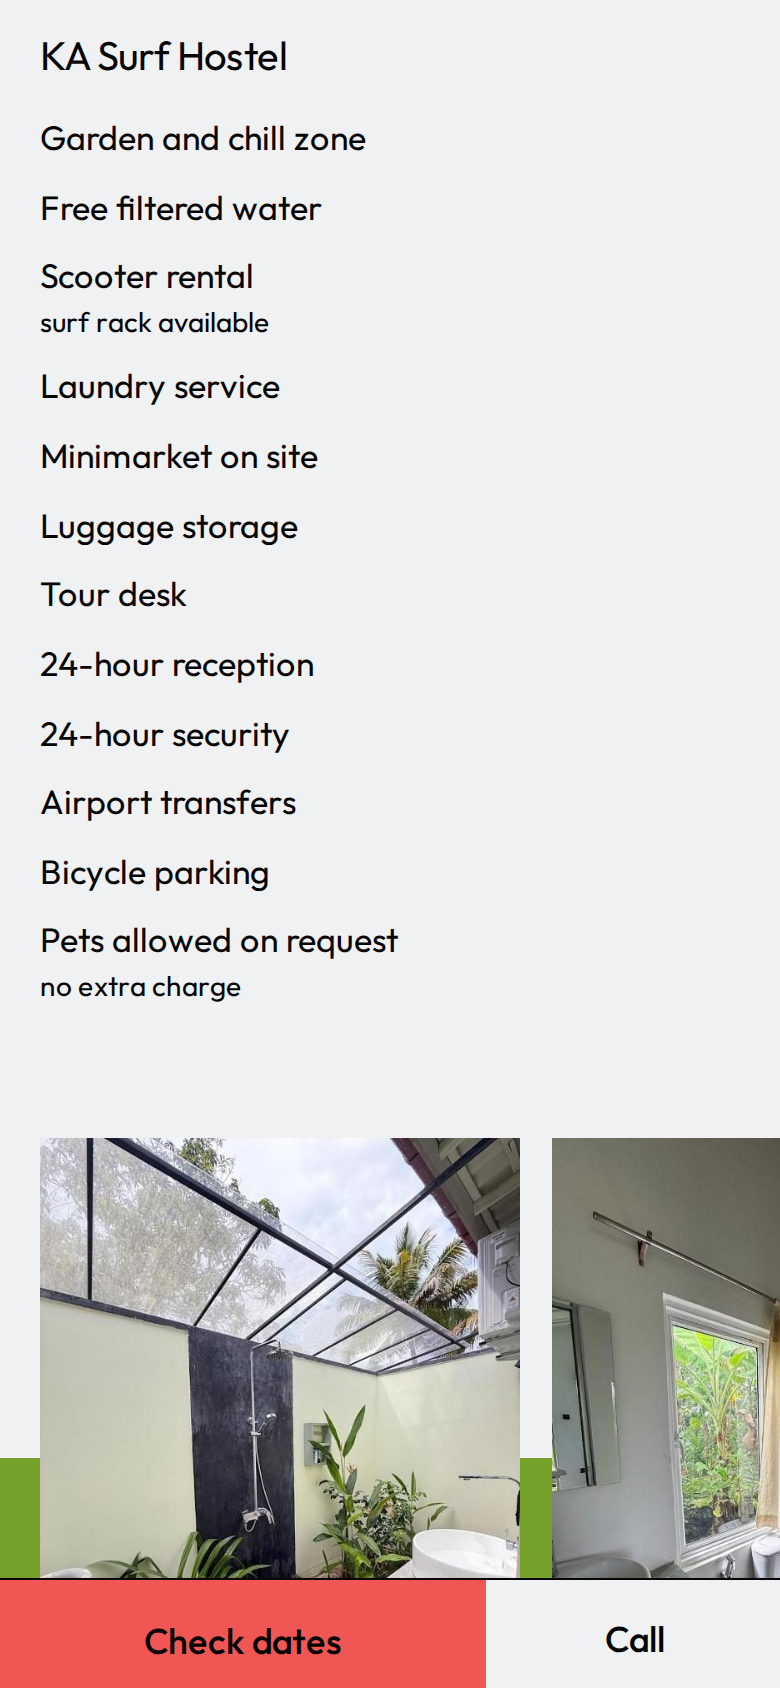 KA Surf Hostel
Garden and chill zone
Free filtered water
Scooter rental
surf rack available
Laundry service
Minimarket on site
Luggage storage
Tour desk
24-hour reception
24-hour security
Airport transfers
Bicycle parking
Pets allowed on request
no extra charge
Check dates
Call